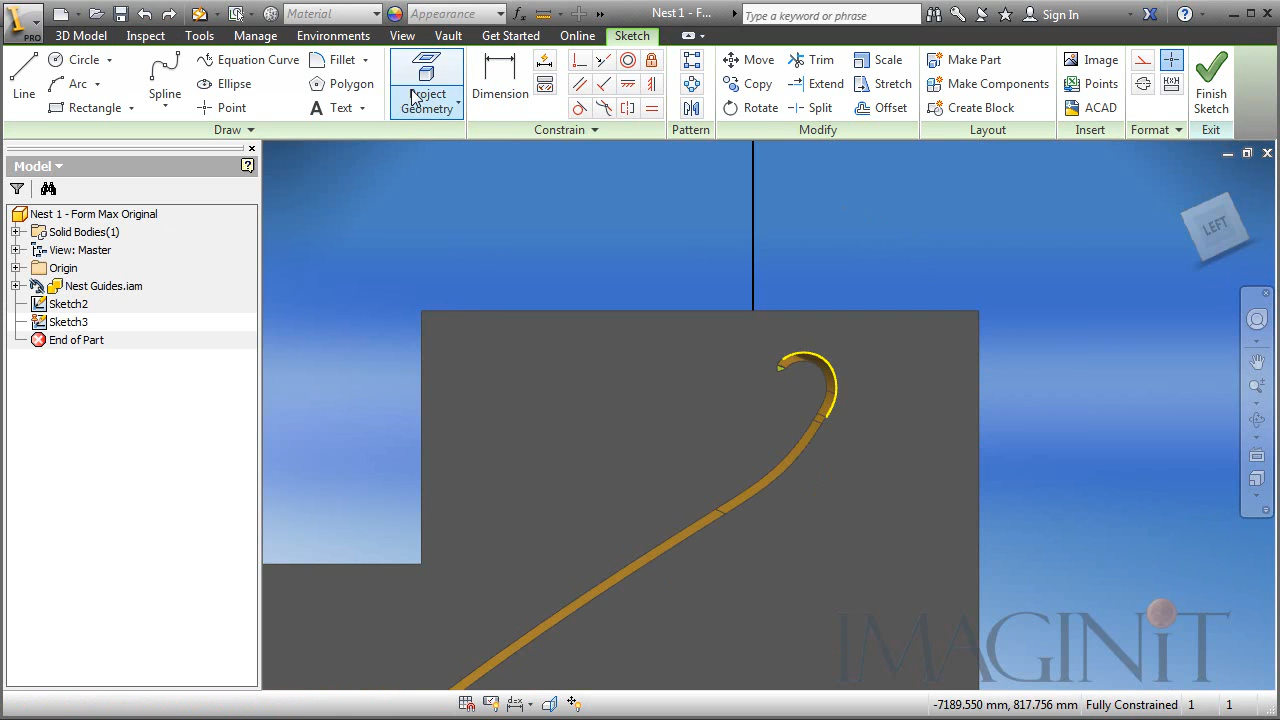 PRO
Material
Appearance
Nest 1 - F...
Type a keyword or phrase
Sign In
3D Model
Inspect
Tools
Manage
Environments
View
Vault
Get Started
Online
Sketch
Line
Circle
Arc
Rectangle
Spline
Equation Curve
Ellipse
Point
Fillet
Polygon
Text
Project
Geometry
Dimension
Move
Copy
Rotate
Trim
Extend
Split
Scale
Stretch
Offset
Make Part
Make Components
Create Block
Image
Points
ACAD
Finish
Sketch
Draw
Constrain
Pattern
Modify
Layout
Insert
Format
Exit
Model
Nest 1 - Form Max Original
Solid Bodies(1)
View: Master
Origin
Nest Guides.iam
Sketch2
Sketch3
End of Part
LEFT
IMAGINiT
-7189.550 mm, 817.756 mm
Fully Constrained
1
1